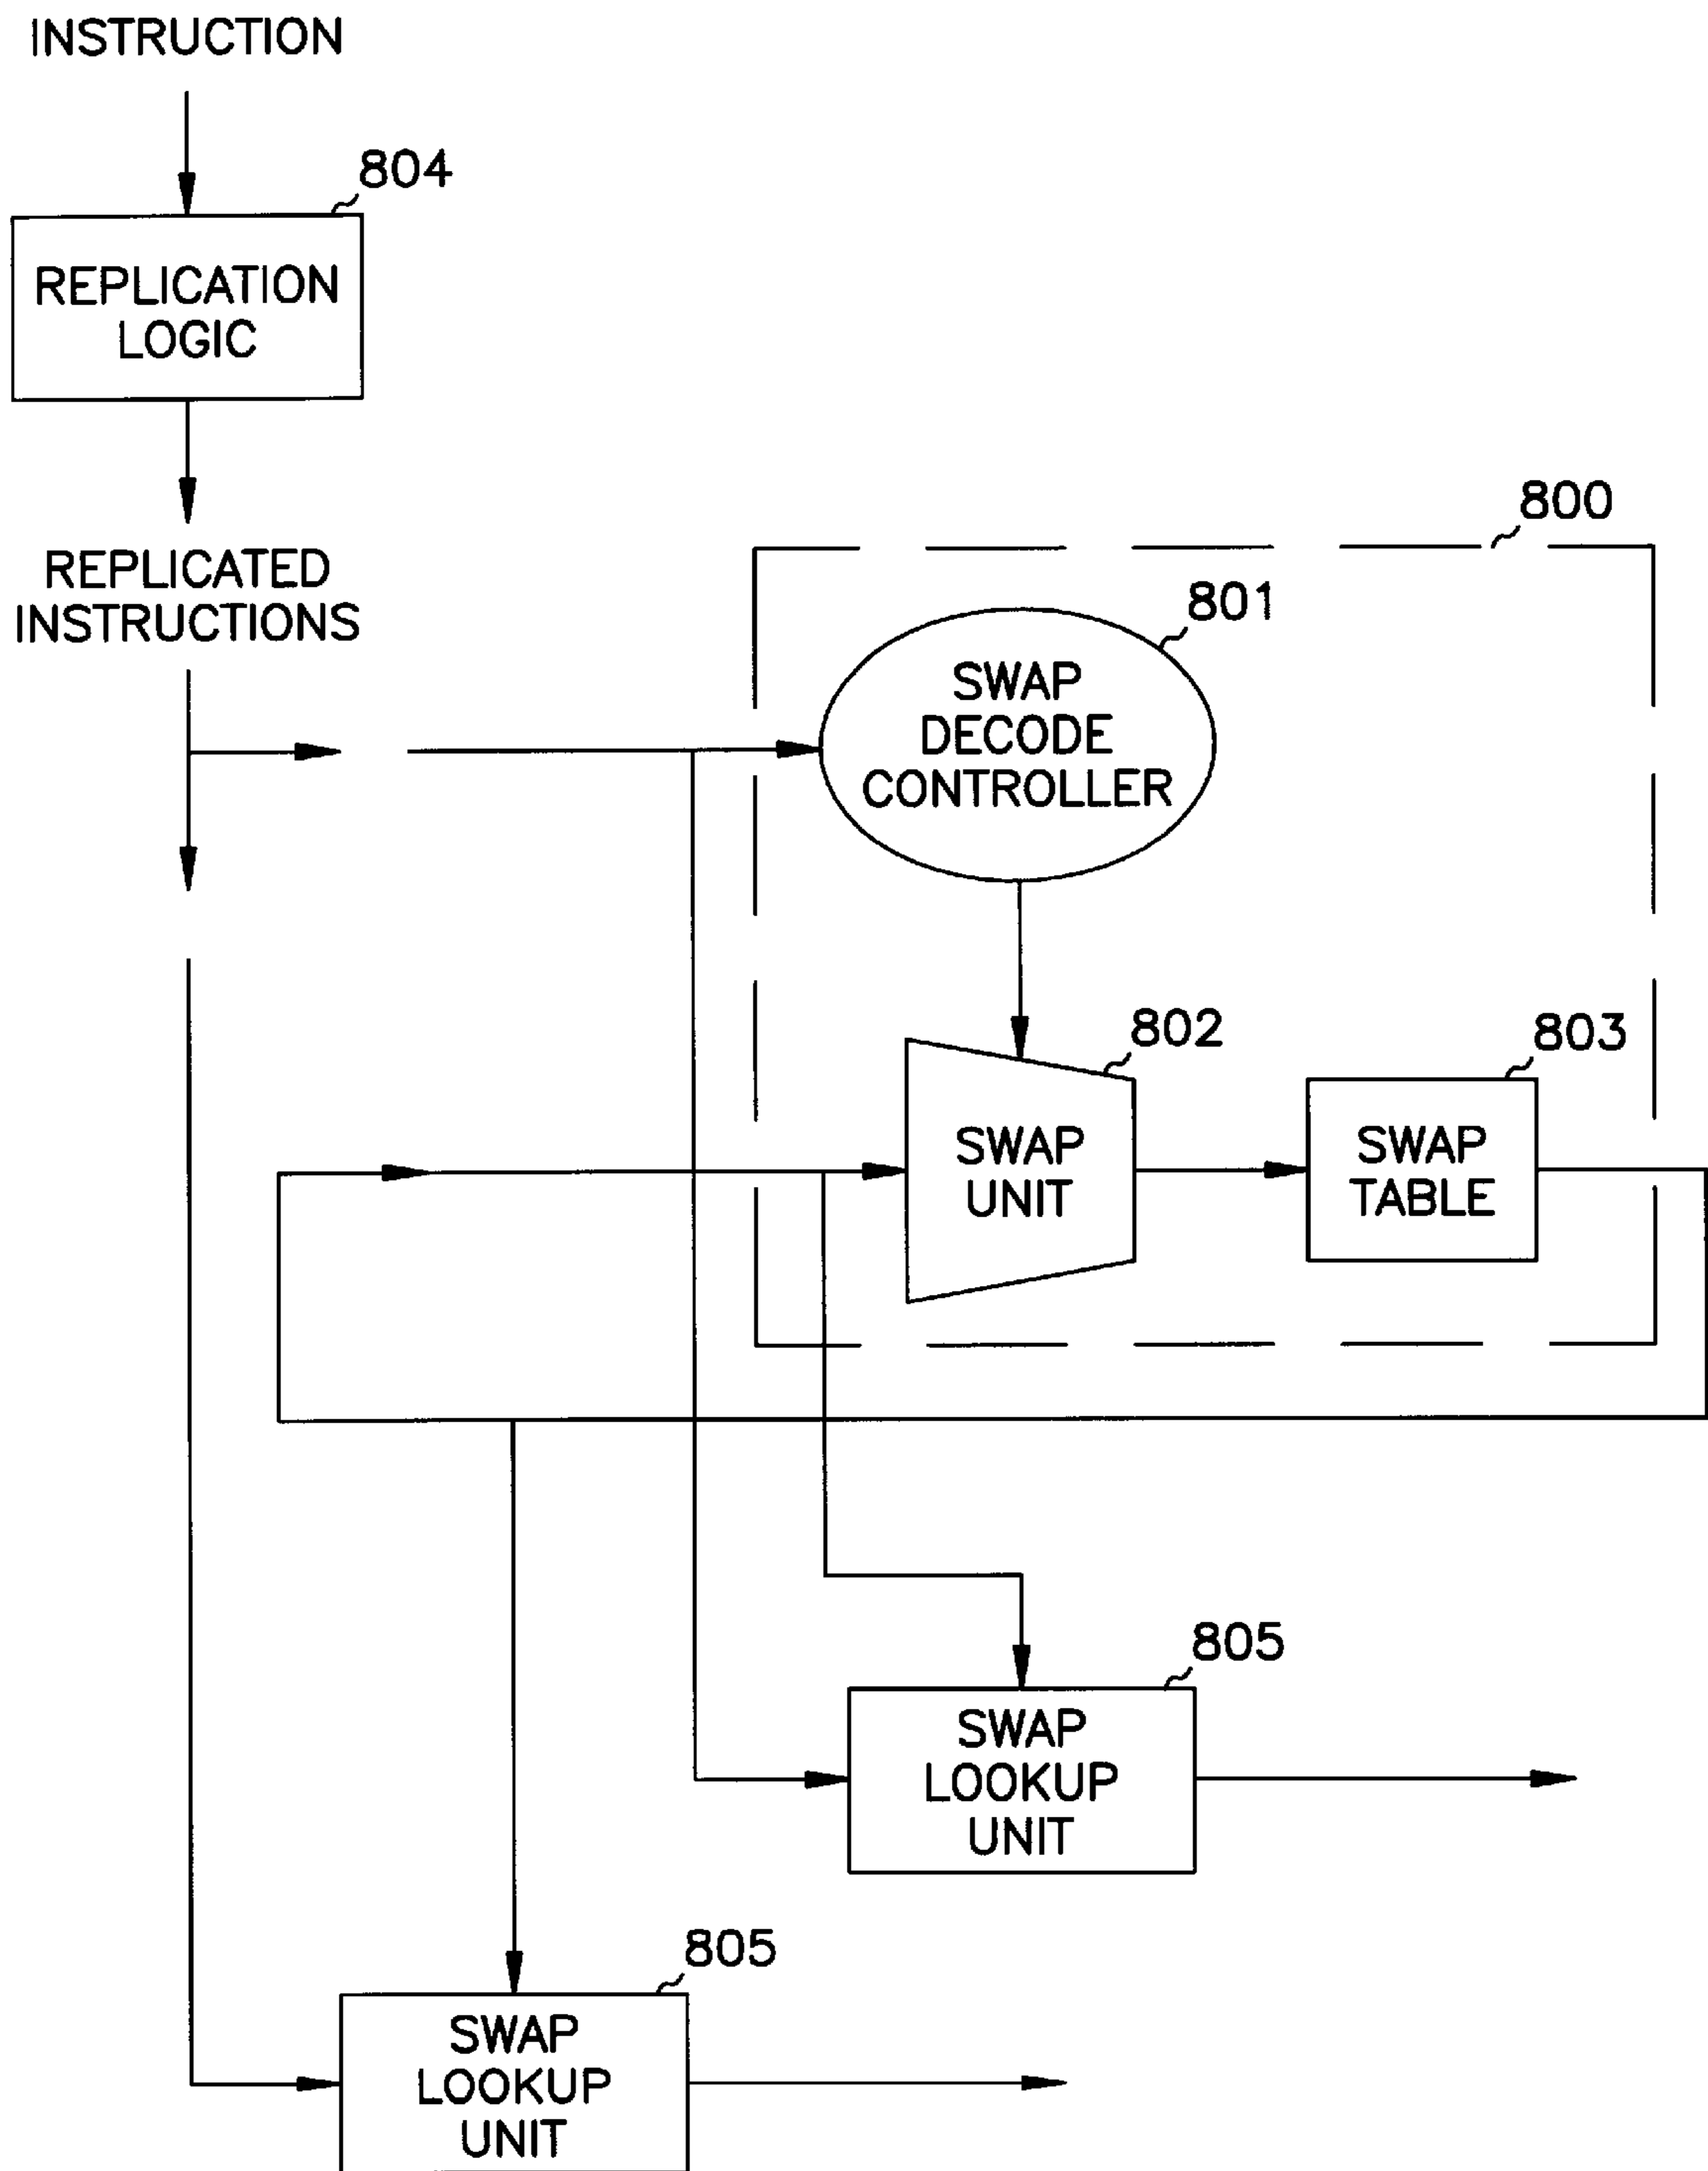 INSTRUCTION
804
REPLICATION
LOGIC
REPLICATED
INSTRUCTIONS
800
801
SWAP
DECODE
CONTROLLER
802
803
SWAP
UNIT
SWAP
TABLE
805
SWAP
LOOKUP
UNIT
805
SWAP
LOOKUP
UNIT